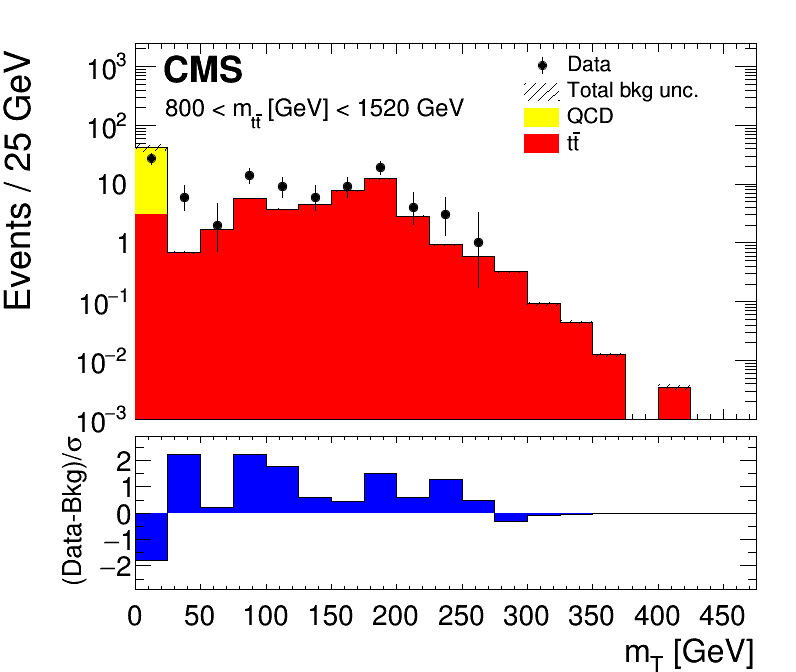 CMS
800 < m_{tt̄} [GeV] < 1520 GeV
Data
Total bkg unc.
QCD
tt̄
Events / 25 GeV
10³
10²
10
1
10⁻¹
10⁻²
10⁻³
(Data-Bkg)/σ
2
1
0
−1
−2
0 50 100 150 200 250 300 350 400 450
m_T [GeV]